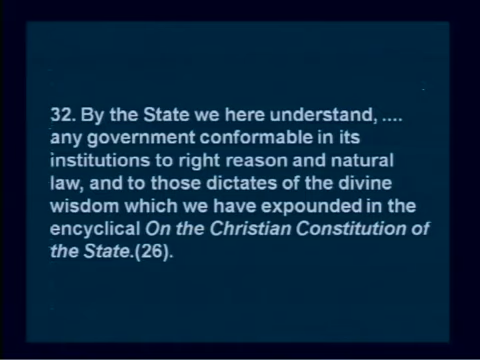 32. By the State we here understand, ....
any government conformable in its
institutions to right reason and natural
law, and to those dictates of the divine
wisdom which we have expounded in the
encyclical On the Christian Constitution of
the State.(26).